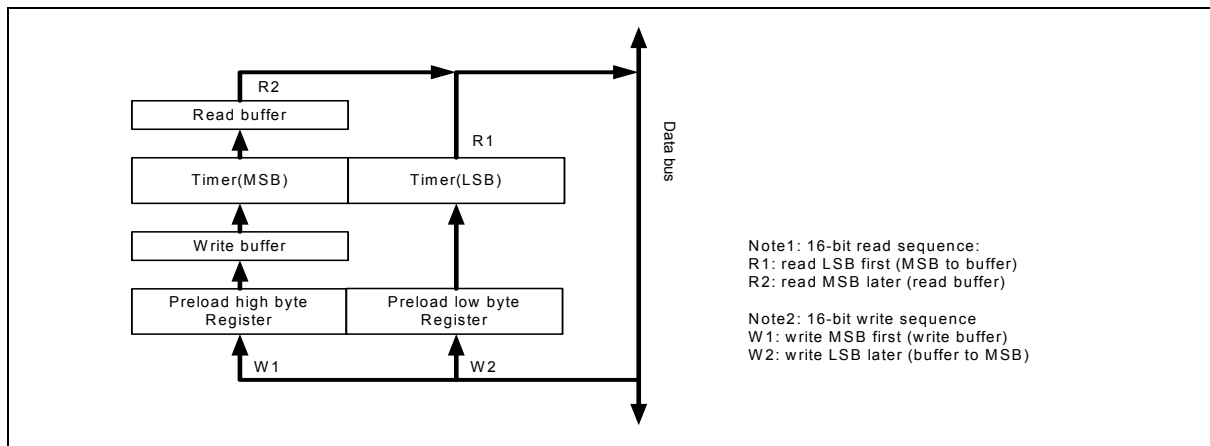 R2
Read buffer
R1
Timer(MSB)
Timer(LSB)
Data bus
Write buffer
Preload high byte
Register
Preload low byte
Register
W1
W2
Note1: 16-bit read sequence:
R1: read LSB first (MSB to buffer)
R2: read MSB later (read buffer)
Note2: 16-bit write sequence
W1: write MSB first (write buffer)
W2: write LSB later (buffer to MSB)